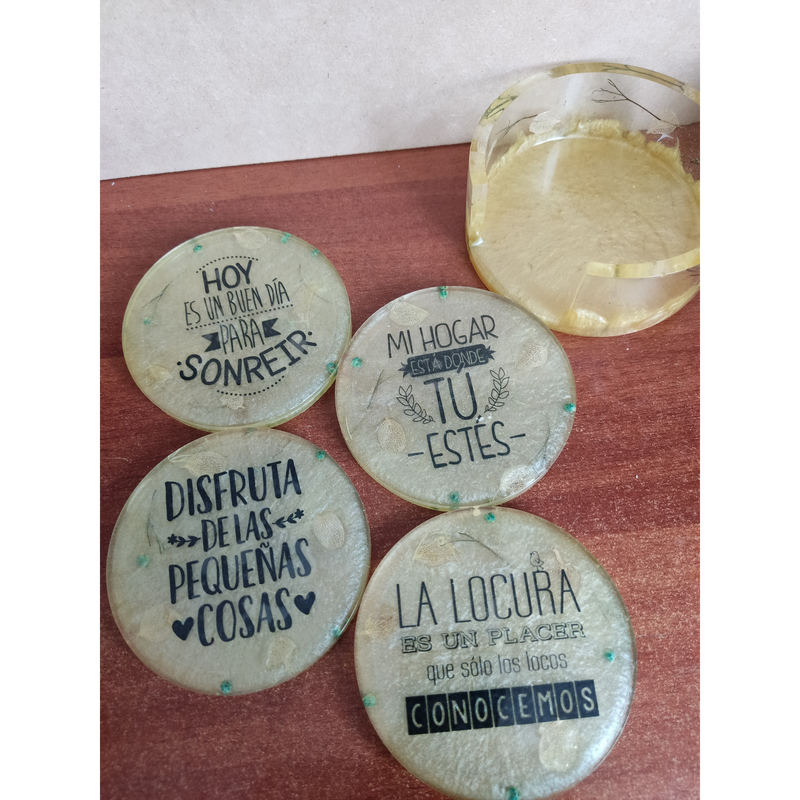 HOY
ES UN BUEN DÍA
PARA
SONREIR
MI HOGAR
ESTÁ DONDE
TÚ
ESTÉS
DISFRUTA
DE LAS
PEQUEÑAS
COSAS
LA LOCURA
ES UN PLACER
que sólo los locos
CONOCEMOS